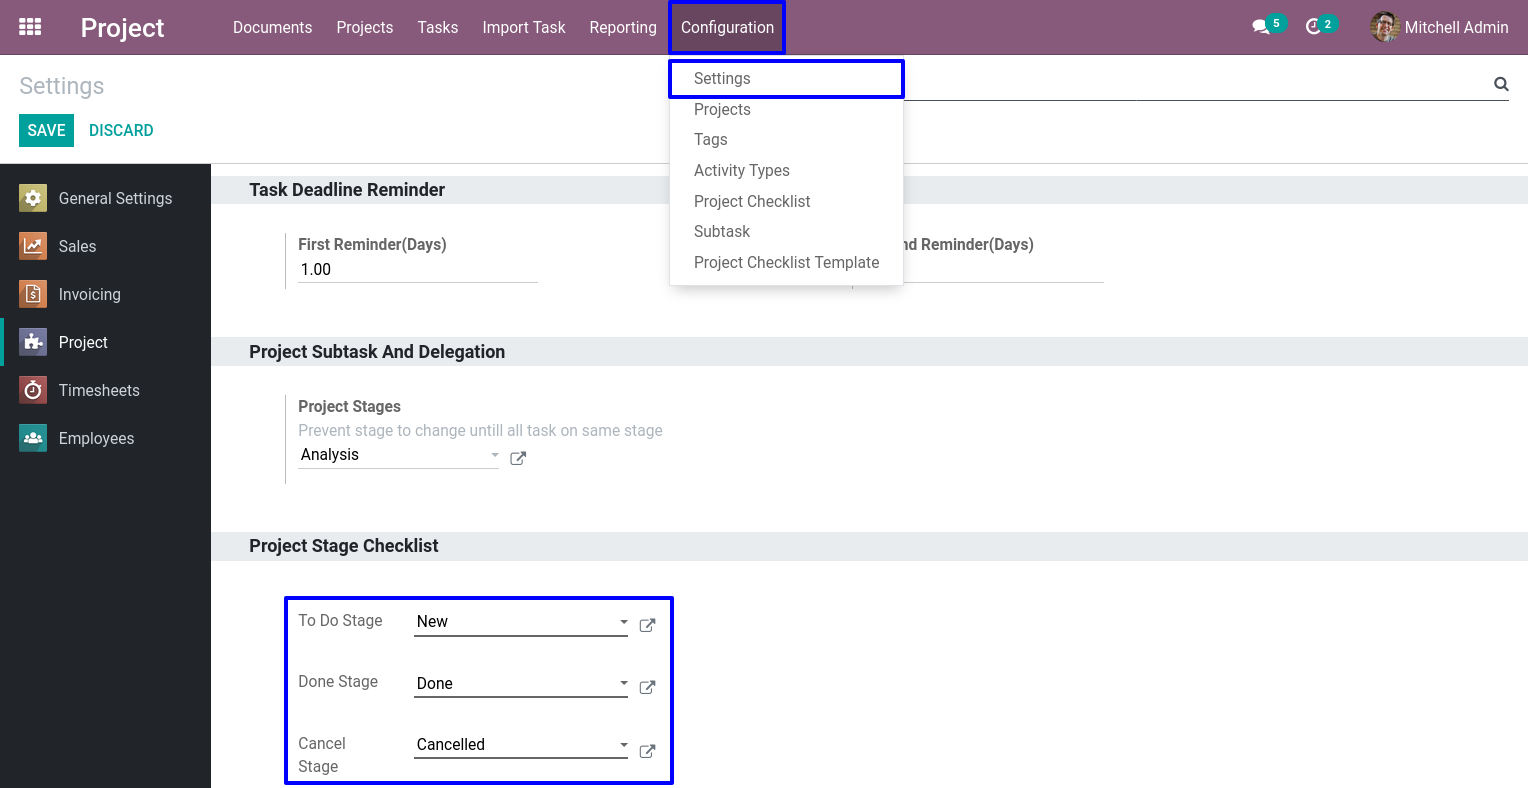 Project
Documents
Projects
Tasks
Import Task
Reporting
Configuration
5
2
Mitchell Admin
Settings
SAVE
DISCARD
Settings
Projects
Tags
Activity Types
Project Checklist
Subtask
Project Checklist Template
General Settings
Sales
Invoicing
Project
Timesheets
Employees
Task Deadline Reminder
First Reminder(Days)
1.00
nd Reminder(Days)
Project Subtask And Delegation
Project Stages
Prevent stage to change untill all task on same stage
Analysis
Project Stage Checklist
To Do Stage
New
Done Stage
Done
Cancel
Stage
Cancelled